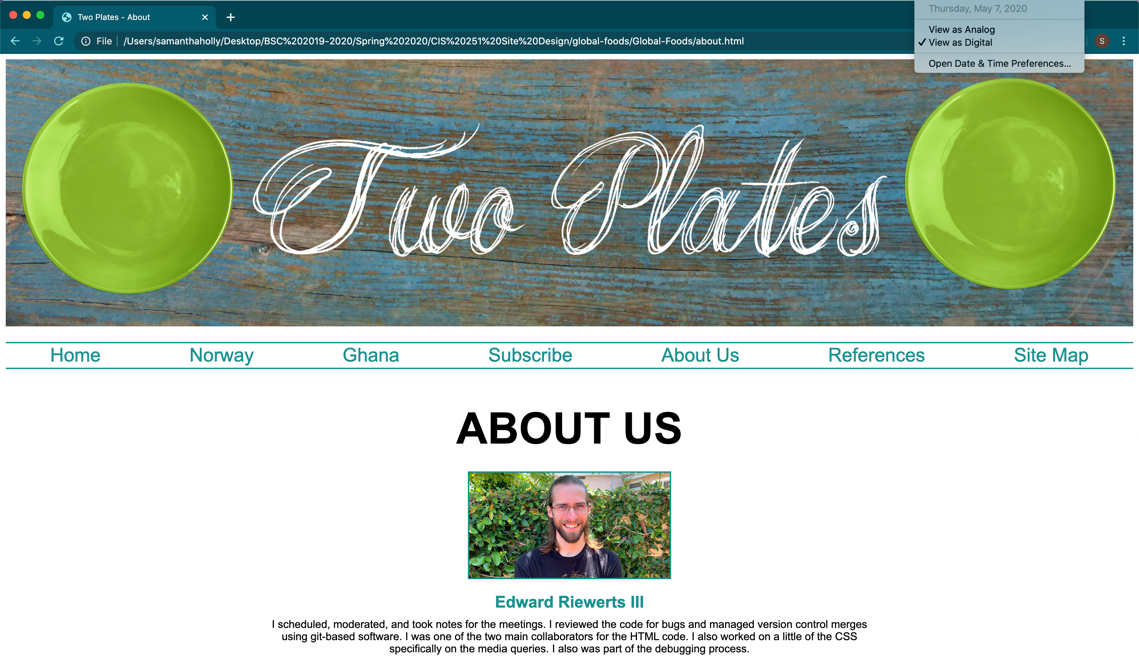 Two Plates - About
Thursday, May 7, 2020
View as Analog
✓ View as Digital
Open Date & Time Preferences...
File | /Users/samanthaholly/Desktop/BSC%202019-2020/Spring%202020/CIS%20251%20Site%20Design/global-foods/Global-Foods/about.html
S
Two Plates
Home Norway Ghana Subscribe About Us References Site Map
ABOUT US
Edward Riewerts III
I scheduled, moderated, and took notes for the meetings. I reviewed the code for bugs and managed version control merges
using git-based software. I was one of the two main collaborators for the HTML code. I also worked on a little of the CSS
specifically on the media queries. I also was part of the debugging process.